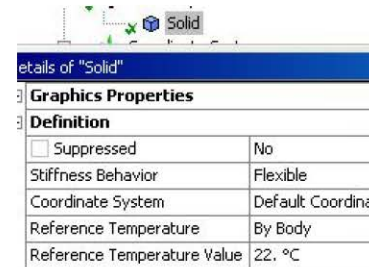 Solid
etails of "Solid"
Graphics Properties
Definition
Suppressed No
Stiffness Behavior Flexible
Coordinate System Default Coordina
Reference Temperature By Body
Reference Temperature Value 22. °C